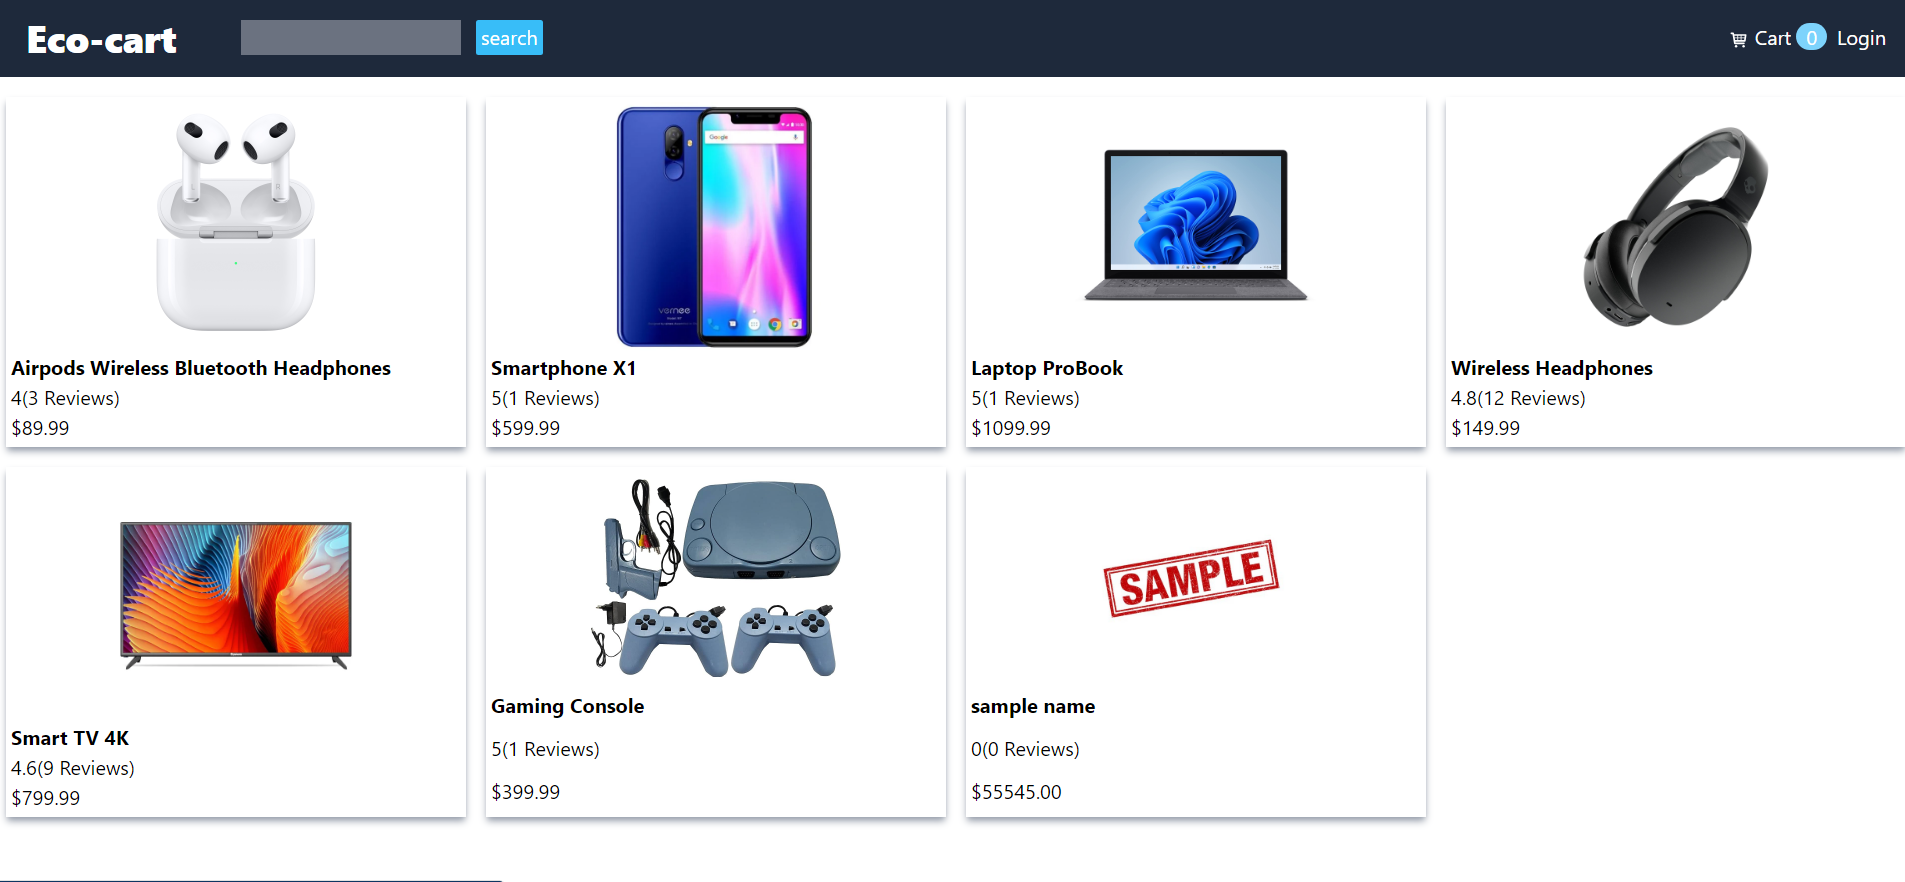 Eco-cart
search
Cart 0 Login
Google
vernee
Airpods Wireless Bluetooth Headphones
4(3 Reviews)
$89.99
Smartphone X1
5(1 Reviews)
$599.99
Laptop ProBook
5(1 Reviews)
$1099.99
Wireless Headphones
4.8(12 Reviews)
$149.99
Smart TV 4K
4.6(9 Reviews)
$799.99
Gaming Console
5(1 Reviews)
$399.99
SAMPLE
sample name
0(0 Reviews)
$55545.00